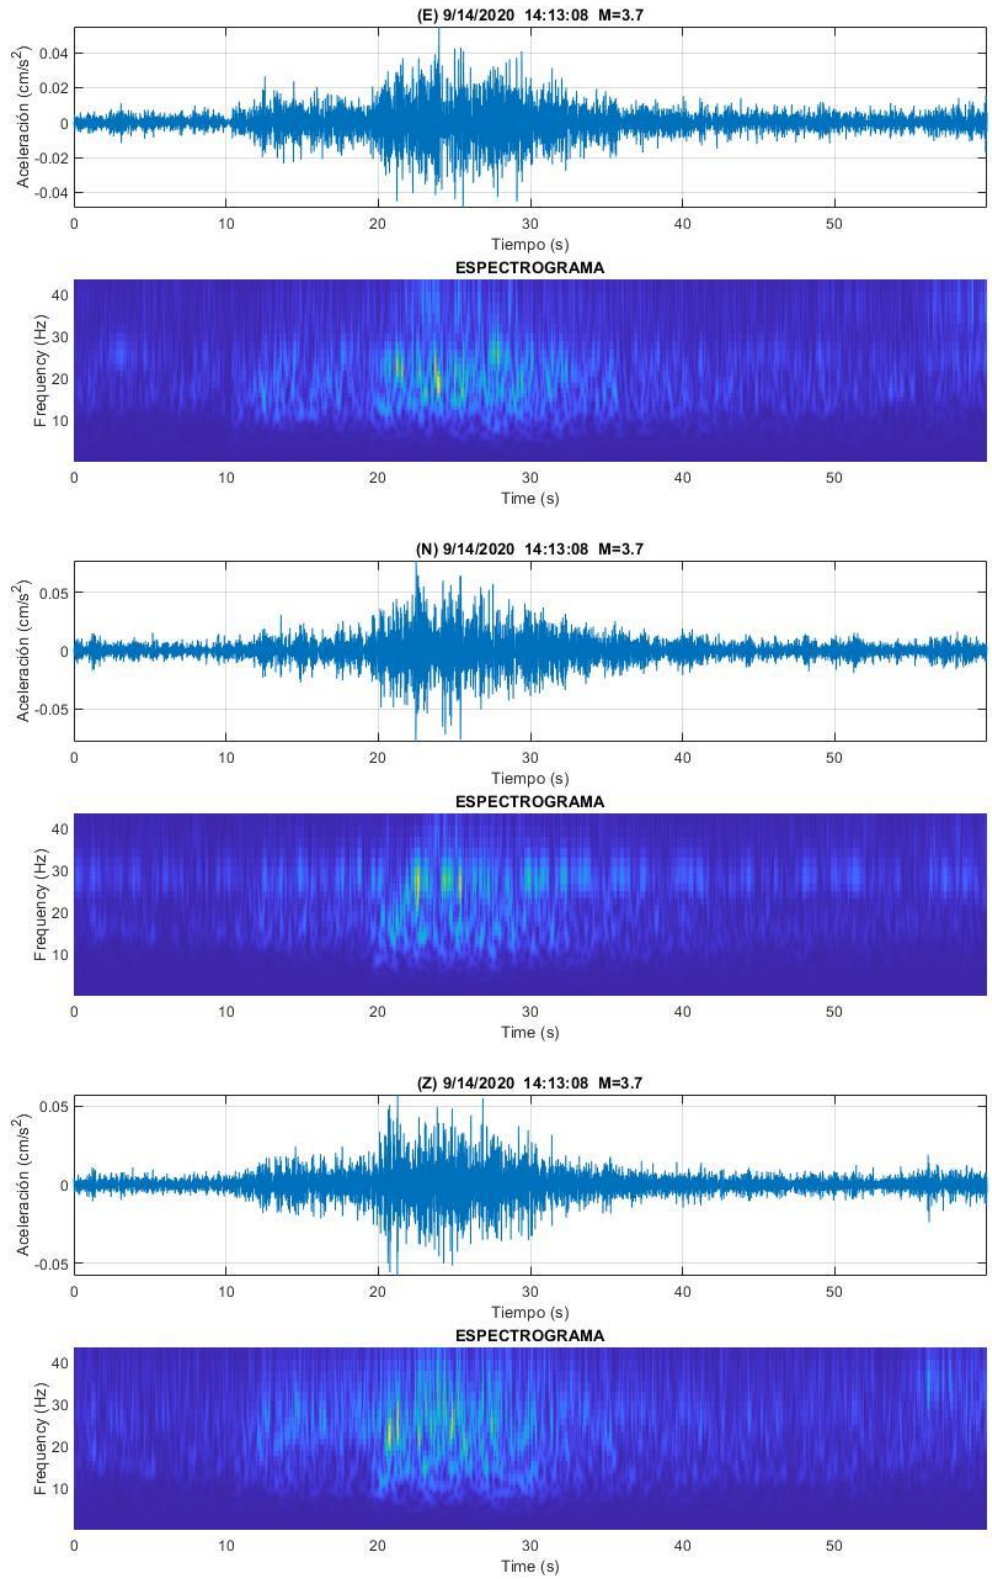 (E) 9/14/2020 14:13:08 M=3.7
Aceleración (cm/s²)
0.04
0.02
0
-0.02
-0.04
0 10 20 30 40 50
Tiempo (s)
ESPECTROGRAMA
Frequency (Hz)
40
30
20
10
0 10 20 30 40 50
Time (s)
(N) 9/14/2020 14:13:08 M=3.7
Aceleración (cm/s²)
0.05
0
-0.05
0 10 20 30 40 50
Tiempo (s)
ESPECTROGRAMA
Frequency (Hz)
40
30
20
10
0 10 20 30 40 50
Time (s)
(Z) 9/14/2020 14:13:08 M=3.7
Aceleración (cm/s²)
0.05
0
-0.05
0 10 20 30 40 50
Tiempo (s)
ESPECTROGRAMA
Frequency (Hz)
40
30
20
10
0 10 20 30 40 50
Time (s)